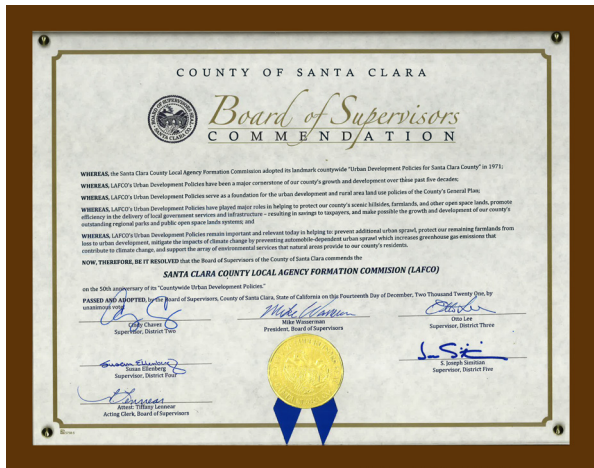 COUNTY OF SANTA CLARA
Board of Supervisors
COMMENDATION
WHEREAS, the Santa Clara County Local Agency Formation Commission adopted its landmark countywide "Urban Development Policies for Santa Clara County" in 1971;
WHEREAS, LAFCO's Urban Development Policies have been a major cornerstone of our county's growth and development over these past five decades;
WHEREAS, LAFCO's Urban Development Policies serve as a foundation for the urban development and rural area land use policies of the County's General Plan;
WHEREAS, LAFCO's Urban Development Policies have played major roles in helping to protect our county's scenic hillsides, farmlands, and other open space lands, promote
efficiency in the delivery of local government services and infrastructure – resulting in savings to taxpayers, and make possible the growth and development of our county's
outstanding regional parks and public open space lands systems; and
WHEREAS, LAFCO's Urban Development Policies remain important and relevant today in helping to: prevent additional urban sprawl, protect our remaining farmlands from
loss to urban development, mitigate the impacts of climate change by preventing automobile-dependent urban sprawl which increases greenhouse gas emissions that
contribute to climate change, and support the array of environmental services that natural areas provide to our county's residents.
NOW, THEREFORE, BE IT RESOLVED that the Board of Supervisors of the County of Santa Clara commends the
SANTA CLARA COUNTY LOCAL AGENCY FORMATION COMMISION (LAFCO)
on the 50th anniversary of its "Countywide Urban Development Policies."
PASSED AND ADOPTED, by the Board of Supervisors, County of Santa Clara, State of California on this Fourteenth Day of December, Two Thousand Twenty One, by
unanimous vote.
Cindy Chavez
Supervisor, District Two
Mike Wasserman
Mike Wasserman
President, Board of Supervisors
Otto Lee
Otto Lee
Supervisor, District Three
Susan Ellenberg
Susan Ellenberg
Supervisor, District Four
S. Joseph Simitian
Supervisor, District Five
Attest: Tiffany Lennear
Acting Clerk, Board of Supervisors